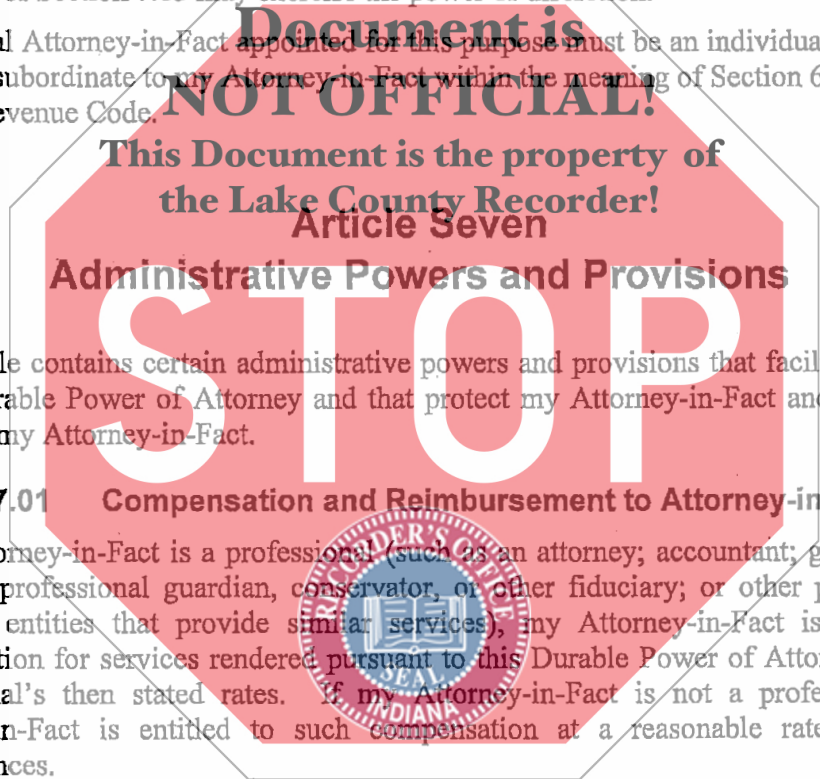 Document is
l Attorney-in-Fact appointed for this purpose must be an individua
ubordinate to my Attorney-in-Fact within the meaning of Section 6
venue Code.
NOT OFFICIAL!
This Document is the property of
the Lake County Recorder!
Article Seven
Administrative Powers and Provisions
STOP
le contains certain administrative powers and provisions that facil
able Power of Attorney and that protect my Attorney-in-Fact and
my Attorney-in-Fact.
7.01 Compensation and Reimbursement to Attorney-in
orney-in-Fact is a professional (such as an attorney; accountant; g
professional guardian, conservator, or other fiduciary; or other p
entities that provide similar services), my Attorney-in-Fact is
tion for services rendered pursuant to this Durable Power of Atto
al's then stated rates. If my Attorney-in-Fact is not a profe
n-Fact is entitled to such compensation at a reasonable rate
nces.
RECORDER'S OFFICE
SEAL
INDIANA